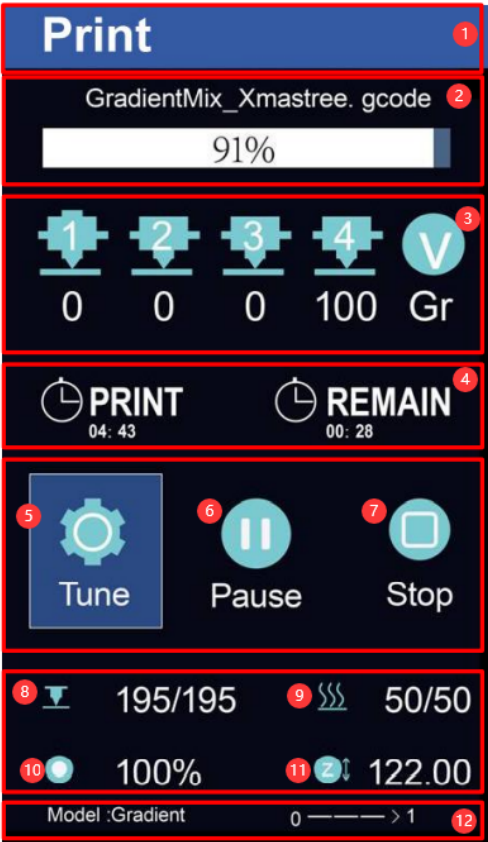 Print 1
GradientMix_Xmastree. gcode 2
91%
3
1 2 3 4 V
0 0 0 100 Gr
4
PRINT REMAIN
04: 43 00: 28
5 6 7
Tune Pause Stop
8 195/195 9 50/50
10 100% 11 Z 122.00
Model :Gradient 0 ———> 1 12